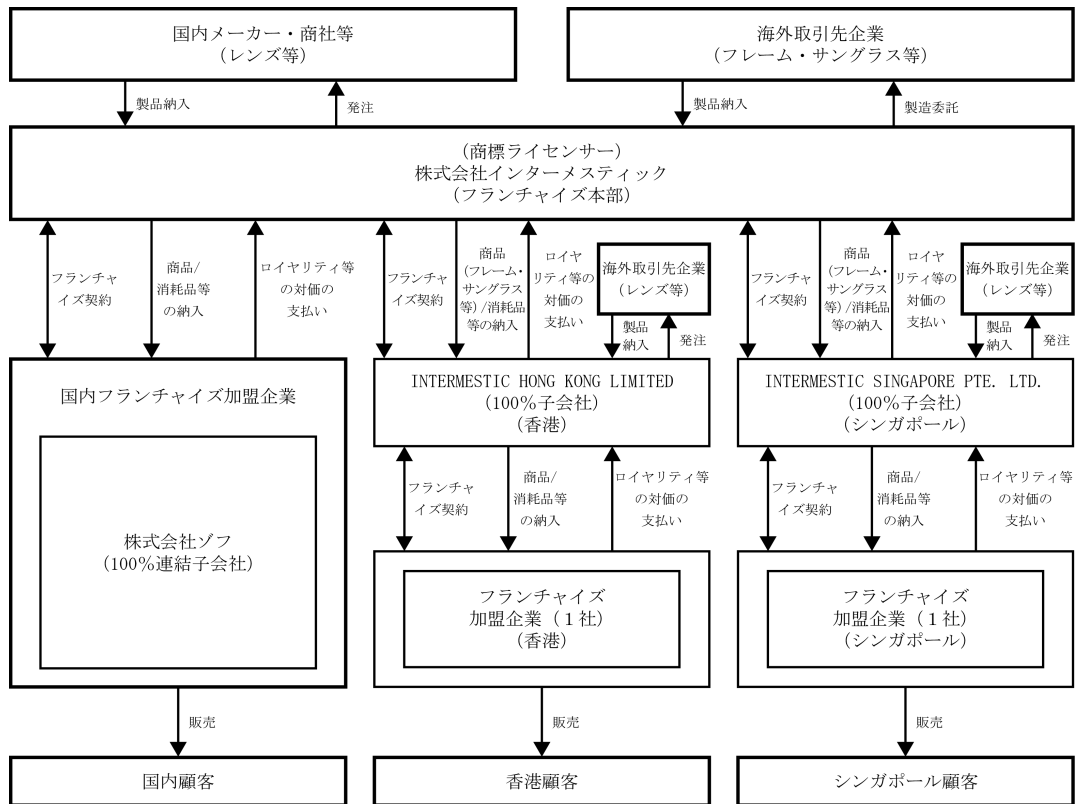 国内メーカー・商社等
（レンズ等）
海外取引先企業
（フレーム・サングラス等）
製品納入
発注
製品納入
製造委託
（商標ライセンサー）
株式会社インターメスティック
（フランチャイズ本部）
フランチャ
イズ契約
商品/
消耗品等
の納入
ロイヤリティ等
の対価の
支払い
フランチャ
イズ契約
商品
（フレーム・
サングラス
等）/消耗品
等の納入
ロイヤ
リティ等の
対価の
支払い
海外取引先企業
（レンズ等）
製品
納入
発注
フランチャ
イズ契約
商品
（フレーム・
サングラス
等）/消耗品
等の納入
ロイヤ
リティ等の
対価の
支払い
海外取引先企業
（レンズ等）
製品
納入
発注
国内フランチャイズ加盟企業
株式会社ゾフ
（100％連結子会社）
INTERMESTIC HONG KONG LIMITED
（100％子会社）
（香港）
INTERMESTIC SINGAPORE PTE. LTD.
（100％子会社）
（シンガポール）
フランチャ
イズ契約
商品/
消耗品等
の納入
ロイヤリティ等
の対価の
支払い
フランチャ
イズ契約
商品/
消耗品等
の納入
ロイヤリティ等
の対価の
支払い
フランチャイズ
加盟企業（１社）
（香港）
フランチャイズ
加盟企業（１社）
（シンガポール）
販売
販売
販売
国内顧客
香港顧客
シンガポール顧客